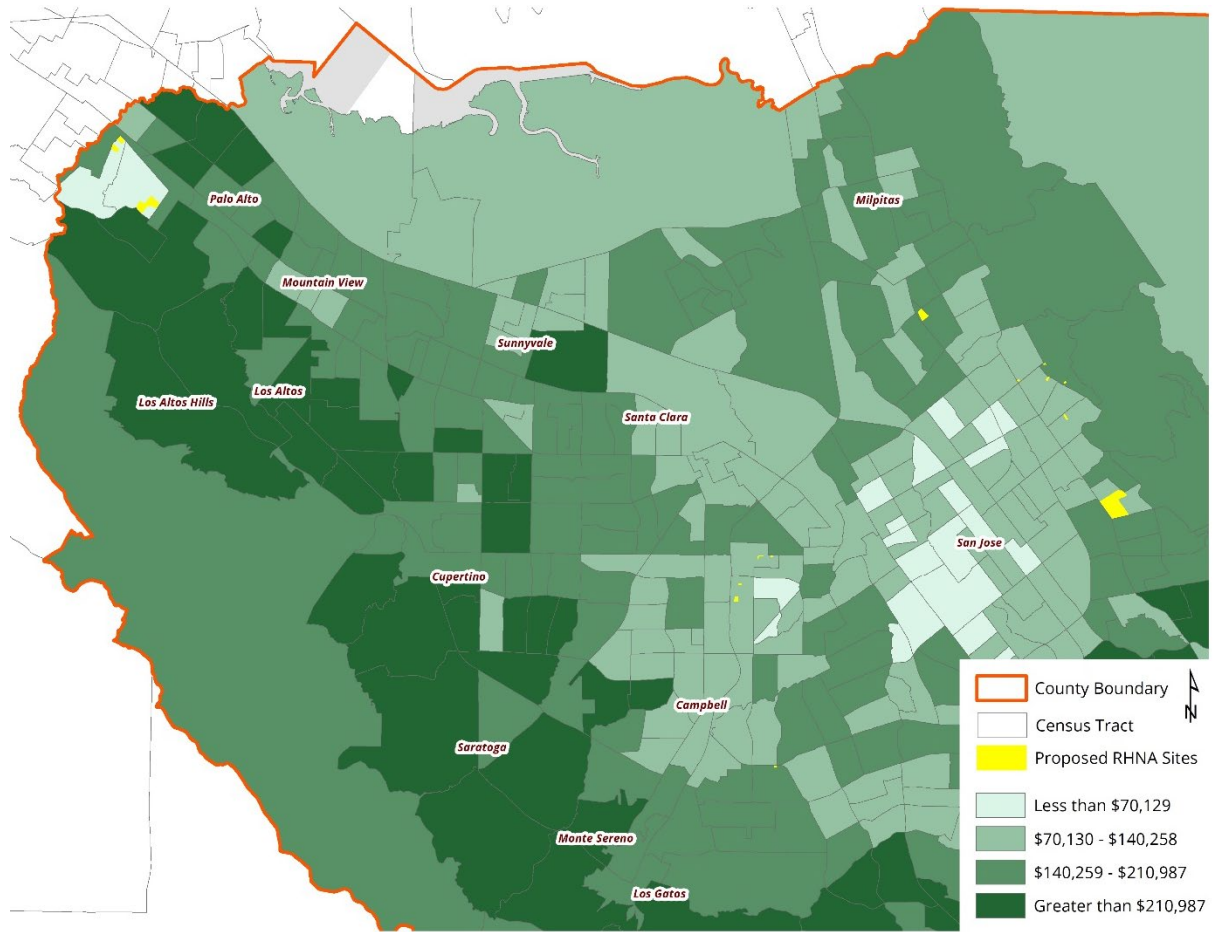 Palo Alto
Milpitas
Mountain View
Sunnyvale
Los Altos
Los Altos Hills
Santa Clara
San Jose
Cupertino
Campbell
Saratoga
Monte Sereno
Los Gatos
County Boundary
N
Census Tract
Proposed RHNA Sites
Less than $70,129
$70,130 - $140,258
$140,259 - $210,987
Greater than $210,987